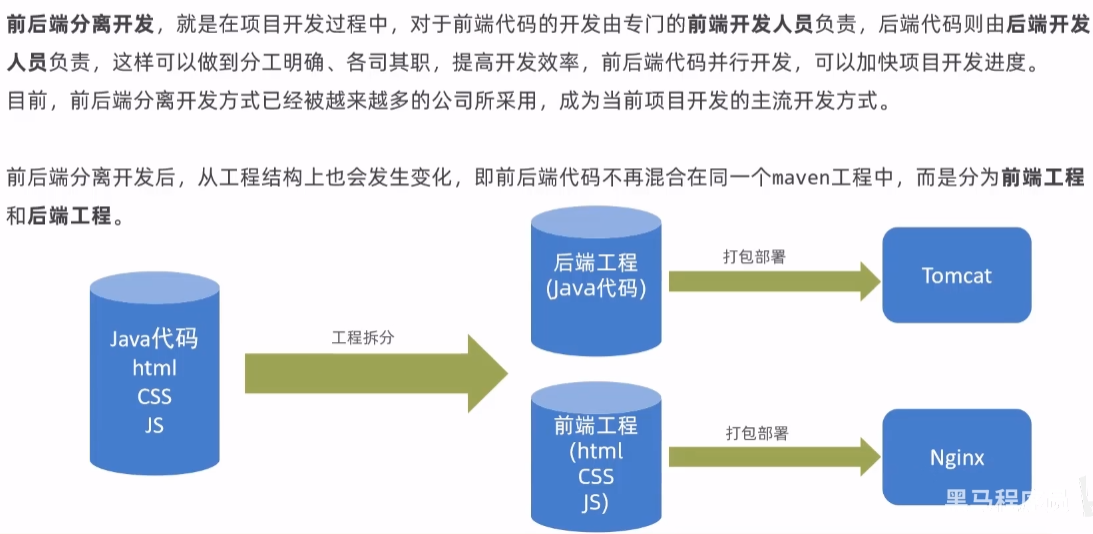 前后端分离开发，就是在项目开发过程中，对于前端代码的开发由专门的前端开发人员负责，后端代码则由后端开发
人员负责，这样可以做到分工明确、各司其职，提高开发效率，前后端代码并行开发，可以加快项目开发进度。
目前，前后端分离开发方式已经被越来越多的公司所采用，成为当前项目开发的主流开发方式。
前后端分离开发后，从工程结构上也会发生变化，即前后端代码不再混合在同一个maven工程中，而是分为前端工程
和后端工程。
Java代码
html
CSS
JS
工程拆分
后端工程
(Java代码)
打包部署
Tomcat
前端工程
(html
CSS
JS)
打包部署
Nginx
黑马程序